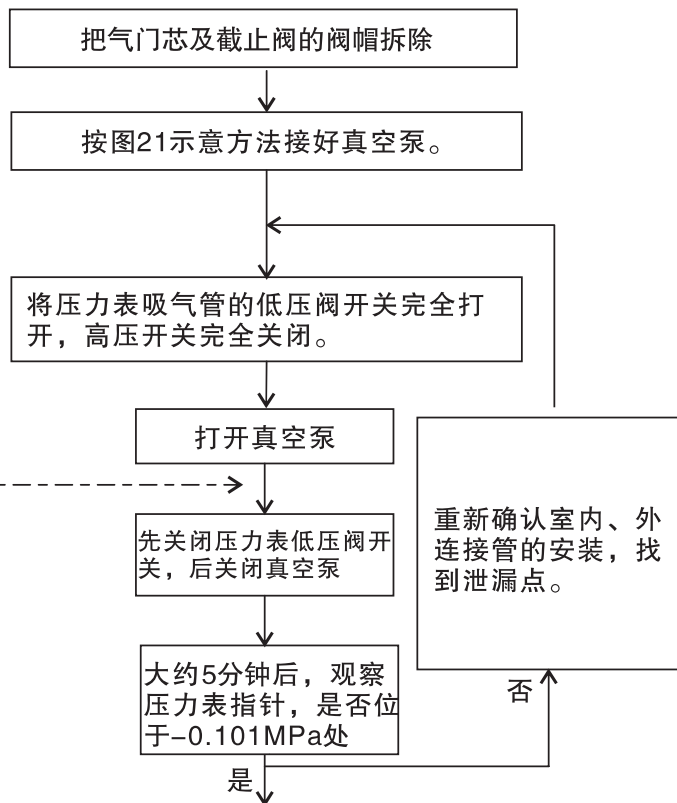 把气门芯及截止阀的阀帽拆除
按图21示意方法接好真空泵。
将压力表吸气管的低压阀开关完全打
开，高压开关完全关闭。
打开真空泵
先关闭压力表低压阀开
关，后关闭真空泵
重新确认室内、外
连接管的安装，找
到泄漏点。
大约5分钟后，观察
压力表指针，是否位
于-0.101MPa处
否
是